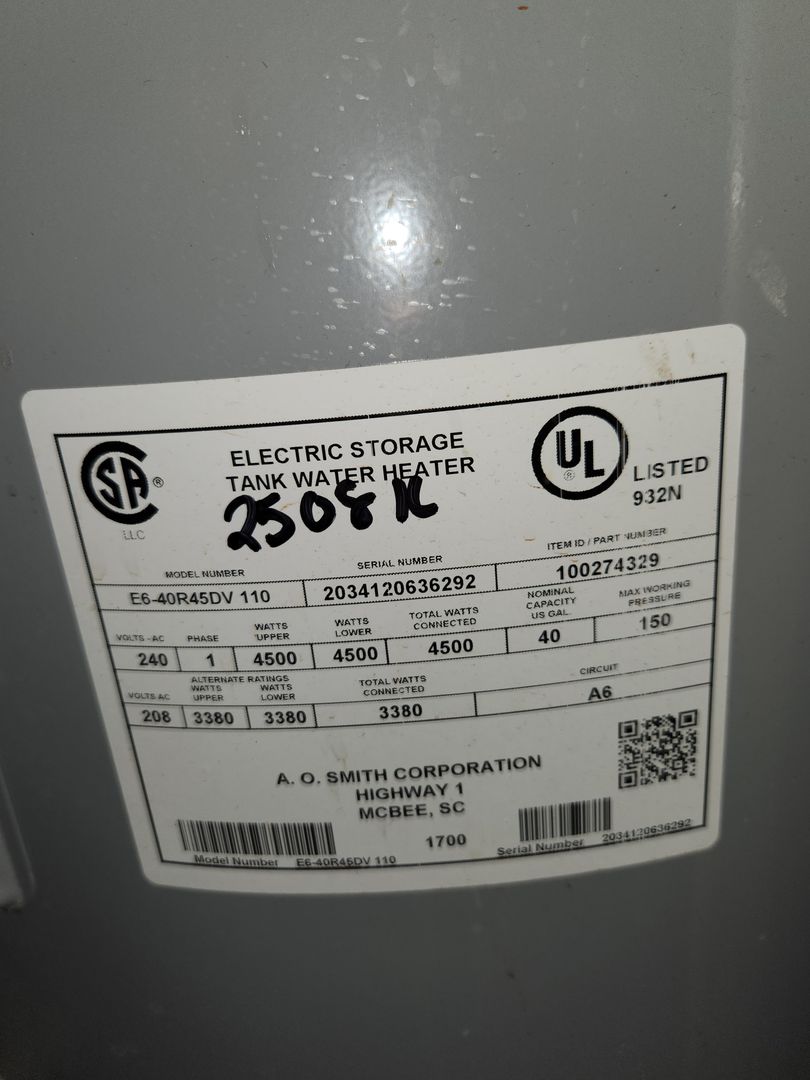 SA ®
LLC
ELECTRIC STORAGE
TANK WATER HEATER
2508
UL ®
LISTED
932N
MODEL NUMBER SERIAL NUMBER ITEM ID / PART NUMBER
E6-40R45DV 110 2034120636292 100274329
VOLTS - AC PHASE WATTS UPPER WATTS LOWER TOTAL WATTS CONNECTED NOMINAL CAPACITY US GAL. MAX WORKING PRESSURE
240 1 4500 4500 4500 40 150
ALTERNATE RATINGS
VOLTS AC WATTS UPPER WATTS LOWER TOTAL WATTS CONNECTED CIRCUIT
208 3380 3380 3380 A6
A. O. SMITH CORPORATION
HIGHWAY 1
MCBEE, SC
1700
Model Number E6-40R45DV 110
Serial Number 2034120636292